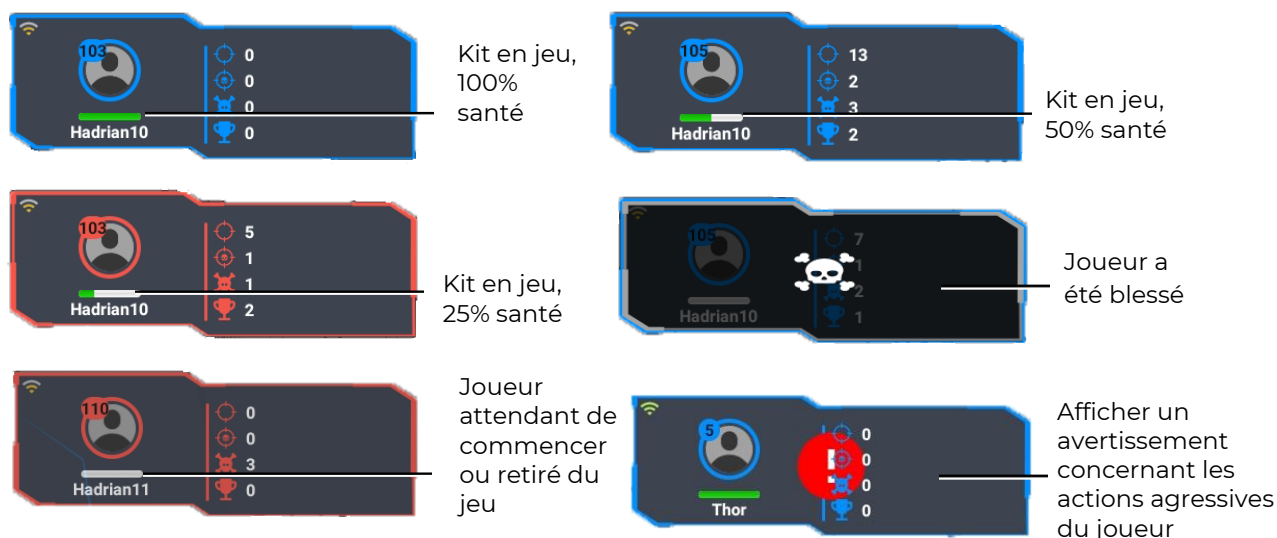 103
0
0
0
0
Hadrian10
Kit en jeu,
100%
santé
105
13
2
3
2
Hadrian10
Kit en jeu,
50% santé
103
5
1
1
2
Hadrian10
Kit en jeu,
25% santé
105
7
1
2
1
Hadrian10
Joueur a
été blessé
110
0
0
3
0
Hadrian11
Joueur
attendant de
commencer
ou retiré du
jeu
5
0
0
0
0
Thor
Afficher un
avertissement
concernant les
actions agressives
du joueur